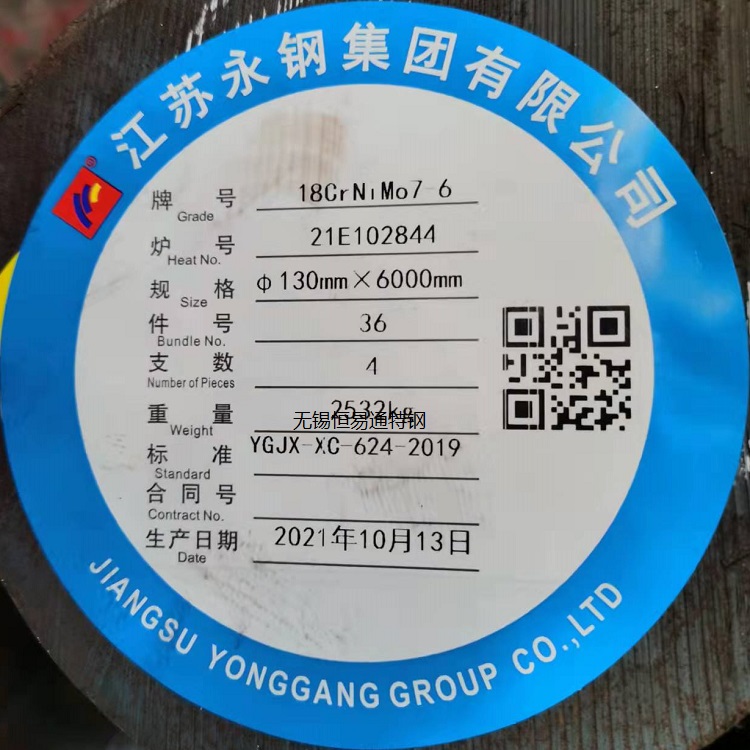 江苏永钢集团有限公司
®
牌号 18CrNiMo7-6
Grade
炉号 21E102844
Heat No.
规格 φ130mm×6000mm
Size
件号 36
Bundle No.
支数 4
Number of Pieces
重量 2532kg
无锡恒易通特钢
Weight
标准 YGJX-XC-624-2019
Standard
合同号
Contract No.
生产日期 2021年10月13日
Date
JIANGSU YONGGANG GROUP CO.,LTD